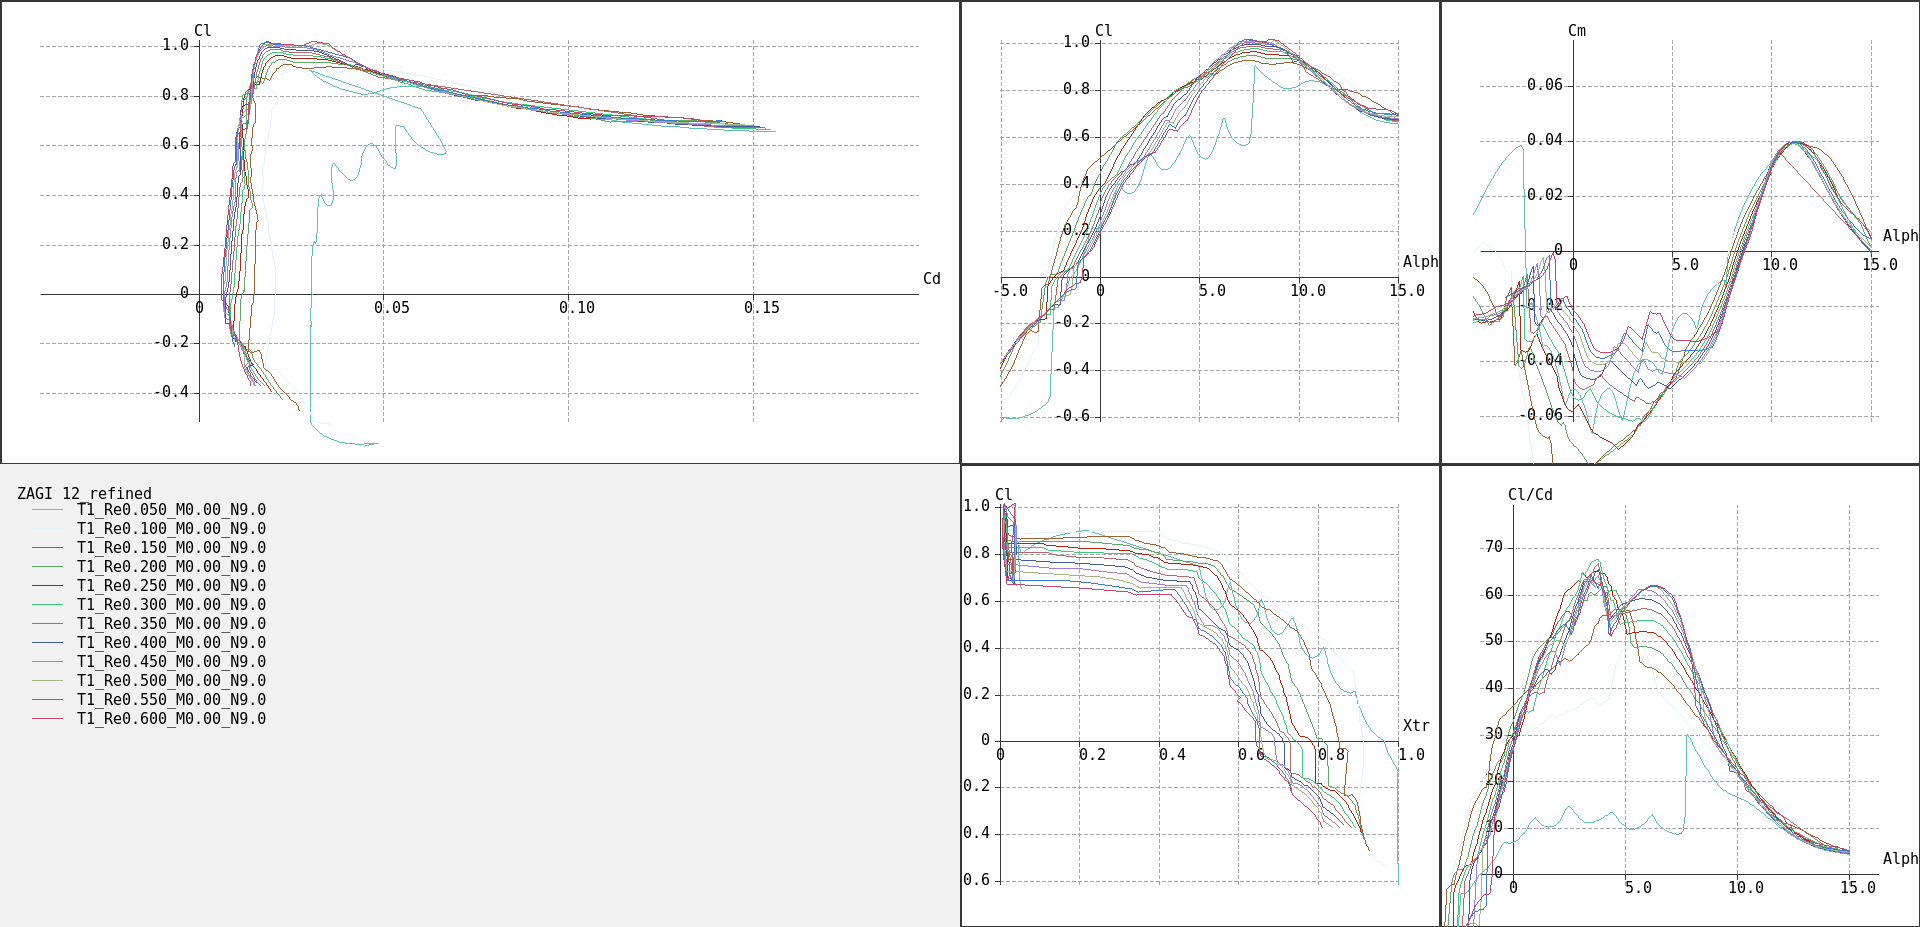 Cl
1.0
0.8
0.6
0.4
0.2
0
-0.2
-0.4
0
0.05
0.10
0.15
Cd
Cl
1.0
0.8
0.6
0.4
0.2
0
-0.2
-0.4
-0.6
-5.0
0
5.0
10.0
15.0
Alph
Cm
0.06
0.04
0.02
0
-0.02
-0.04
-0.06
0
5.0
10.0
15.0
Alph
ZAGI 12_refined
T1_Re0.050_M0.00_N9.0
T1_Re0.100_M0.00_N9.0
T1_Re0.150_M0.00_N9.0
T1_Re0.200_M0.00_N9.0
T1_Re0.250_M0.00_N9.0
T1_Re0.300_M0.00_N9.0
T1_Re0.350_M0.00_N9.0
T1_Re0.400_M0.00_N9.0
T1_Re0.450_M0.00_N9.0
T1_Re0.500_M0.00_N9.0
T1_Re0.550_M0.00_N9.0
T1_Re0.600_M0.00_N9.0
Cl
1.0
0.8
0.6
0.4
0.2
0
0.2
0.4
0.6
0
0.2
0.4
0.6
0.8
1.0
Xtr
Cl/Cd
70
60
50
40
30
20
10
0
0
5.0
10.0
15.0
Alph